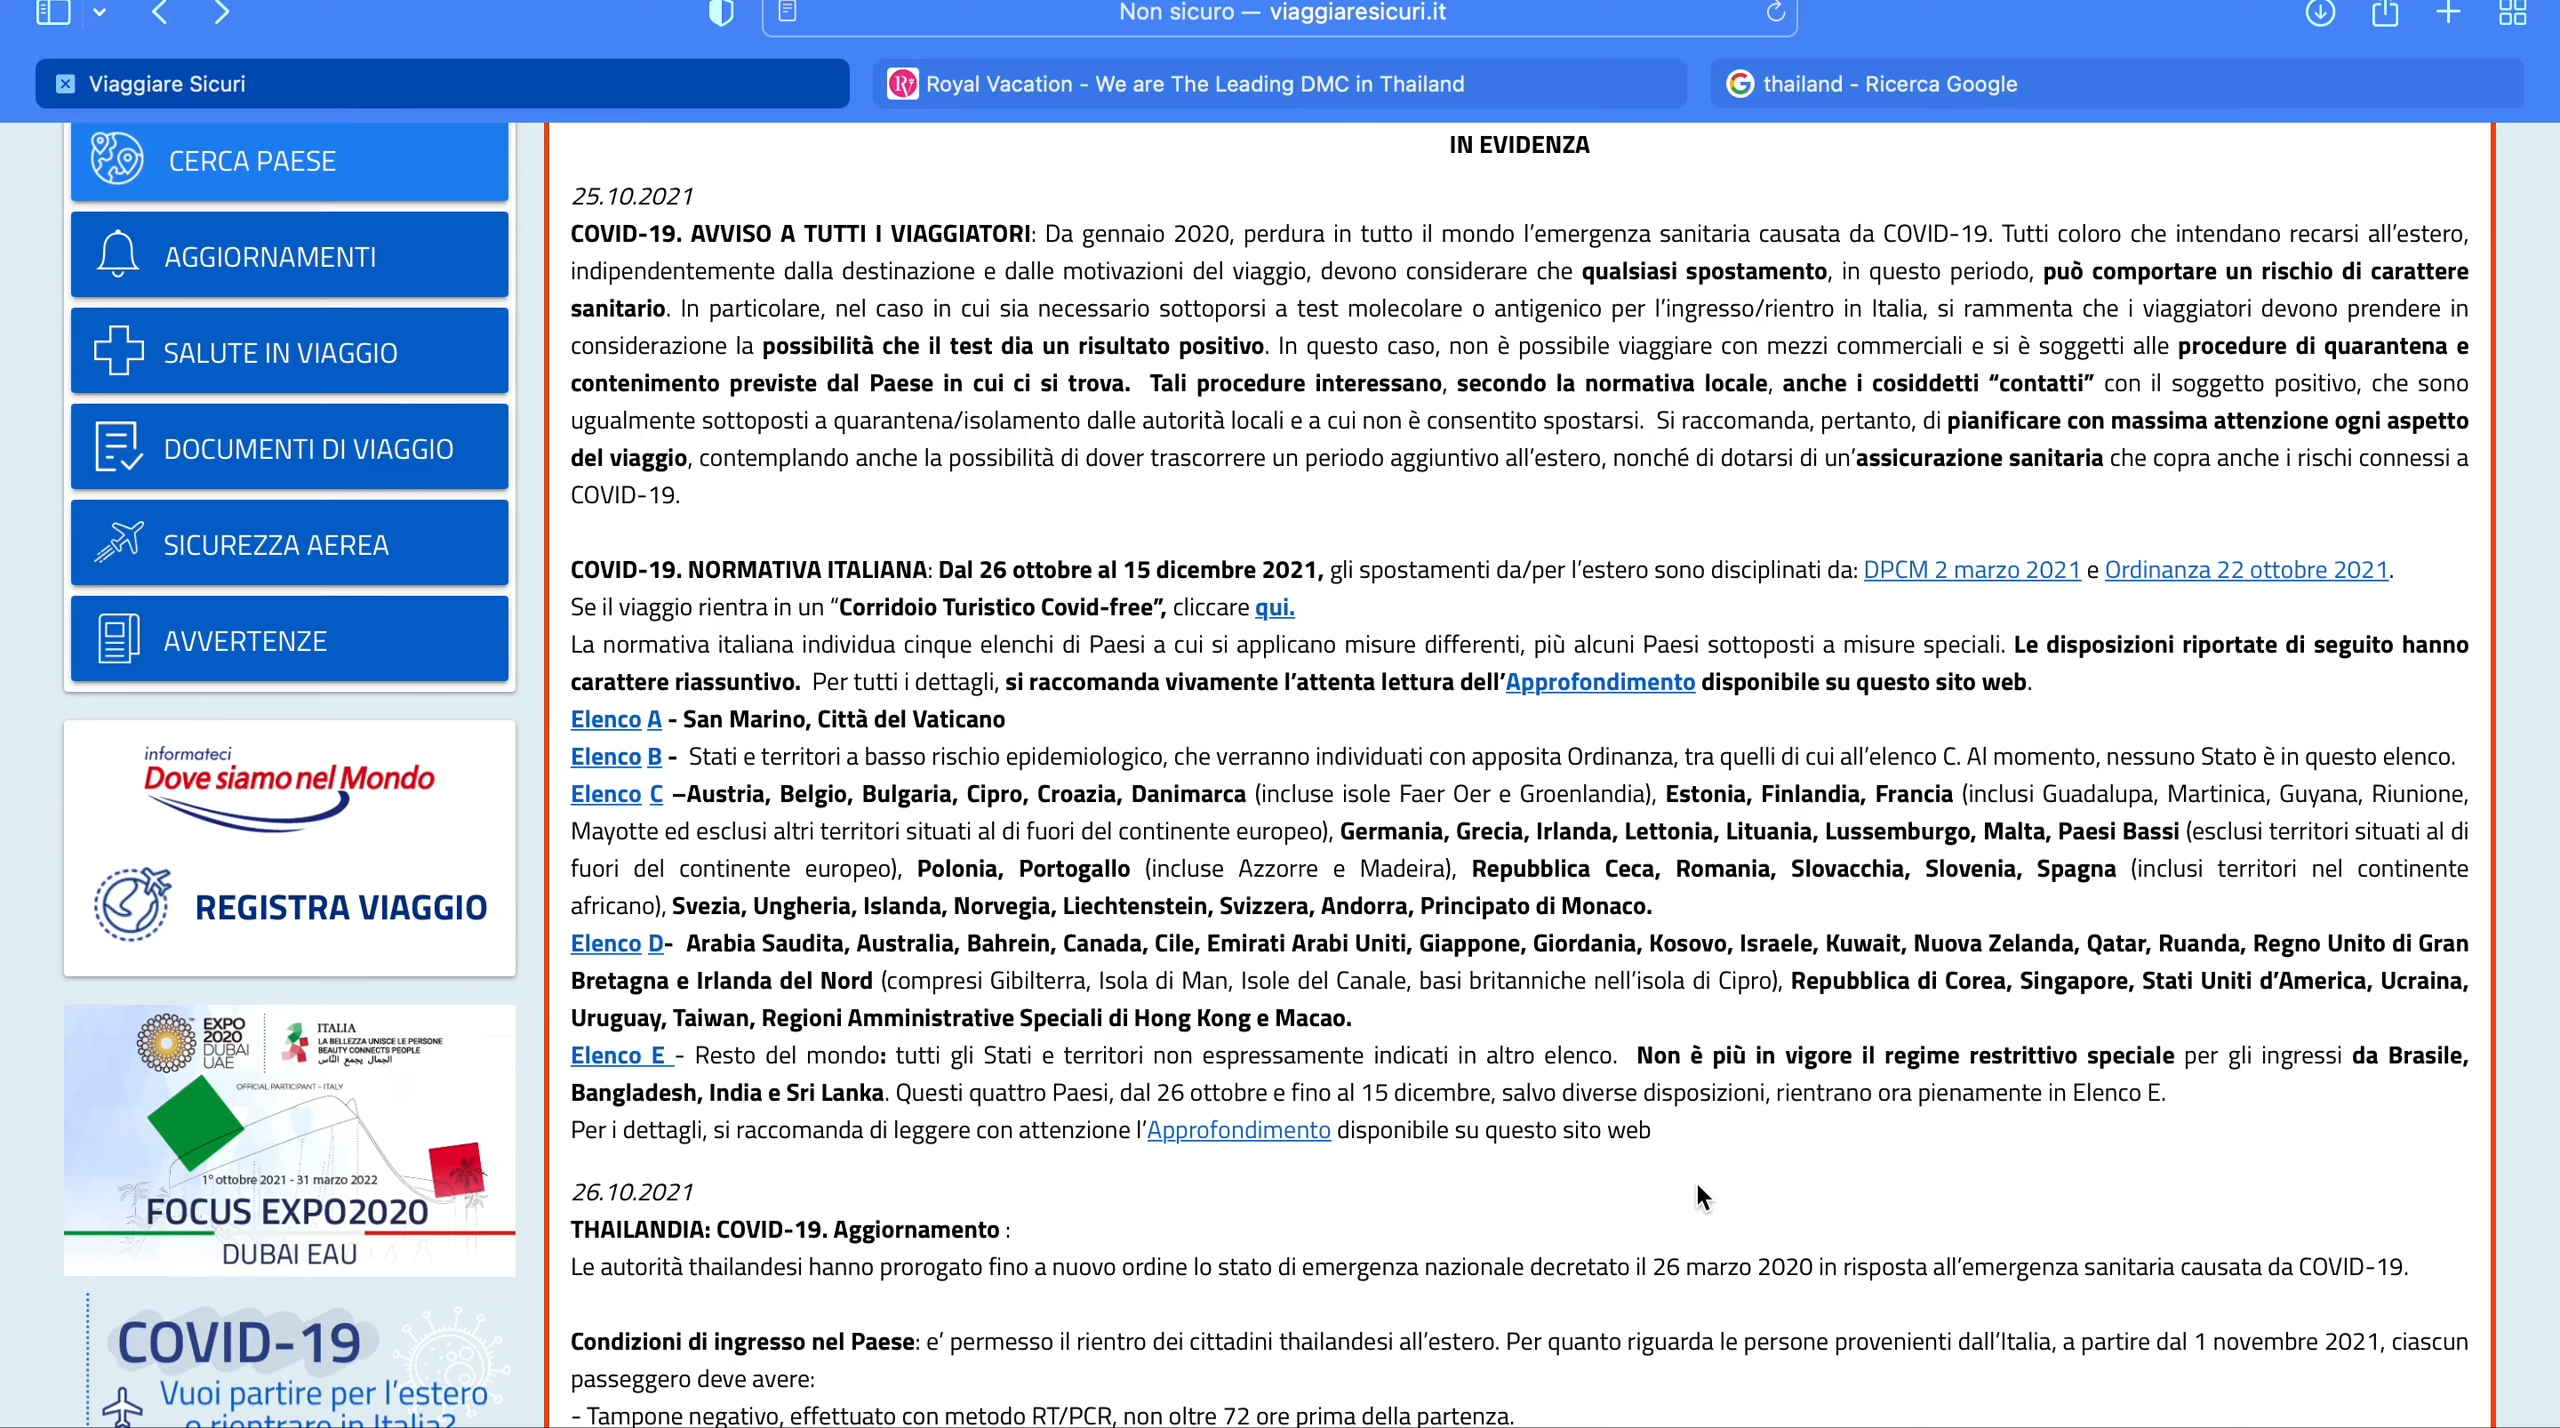 Non sicuro — viaggiaresicuri.it
Viaggiare Sicuri
Royal Vacation - We are The Leading DMC in Thailand
thailand - Ricerca Google
CERCA PAESE
AGGIORNAMENTI
SALUTE IN VIAGGIO
DOCUMENTI DI VIAGGIO
SICUREZZA AEREA
AVVERTENZE
informateci
Dove siamo nel Mondo
REGISTRA VIAGGIO
EXPO
2020
DUBAI
UAE
ITALIA
LA BELLEZZA UNISCE LE PERSONE
BEAUTY CONNECTS PEOPLE
الجمال يجمع الناس
OFFICIAL PARTICIPANT - ITALY
1° ottobre 2021 - 31 marzo 2022
FOCUS EXPO2020
DUBAI EAU
COVID-19
Vuoi partire per l'estero
o rientrare in Italia?
IN EVIDENZA
25.10.2021
COVID-19. AVVISO A TUTTI I VIAGGIATORI: Da gennaio 2020, perdura in tutto il mondo l'emergenza sanitaria causata da COVID-19. Tutti coloro che intendano recarsi all'estero,
indipendentemente dalla destinazione e dalle motivazioni del viaggio, devono considerare che qualsiasi spostamento, in questo periodo, può comportare un rischio di carattere
sanitario. In particolare, nel caso in cui sia necessario sottoporsi a test molecolare o antigenico per l'ingresso/rientro in Italia, si rammenta che i viaggiatori devono prendere in
considerazione la possibilità che il test dia un risultato positivo. In questo caso, non è possibile viaggiare con mezzi commerciali e si è soggetti alle procedure di quarantena e
contenimento previste dal Paese in cui ci si trova. Tali procedure interessano, secondo la normativa locale, anche i cosiddetti “contatti” con il soggetto positivo, che sono
ugualmente sottoposti a quarantena/isolamento dalle autorità locali e a cui non è consentito spostarsi. Si raccomanda, pertanto, di pianificare con massima attenzione ogni aspetto
del viaggio, contemplando anche la possibilità di dover trascorrere un periodo aggiuntivo all'estero, nonché di dotarsi di un'assicurazione sanitaria che copra anche i rischi connessi a
COVID-19.
COVID-19. NORMATIVA ITALIANA: Dal 26 ottobre al 15 dicembre 2021, gli spostamenti da/per l'estero sono disciplinati da: DPCM 2 marzo 2021 e Ordinanza 22 ottobre 2021.
Se il viaggio rientra in un “Corridoio Turistico Covid-free”, cliccare qui.
La normativa italiana individua cinque elenchi di Paesi a cui si applicano misure differenti, più alcuni Paesi sottoposti a misure speciali. Le disposizioni riportate di seguito hanno
carattere riassuntivo. Per tutti i dettagli, si raccomanda vivamente l'attenta lettura dell'Approfondimento disponibile su questo sito web.
Elenco A - San Marino, Città del Vaticano
Elenco B - Stati e territori a basso rischio epidemiologico, che verranno individuati con apposita Ordinanza, tra quelli di cui all'elenco C. Al momento, nessuno Stato è in questo elenco.
Elenco C –Austria, Belgio, Bulgaria, Cipro, Croazia, Danimarca (incluse isole Faer Oer e Groenlandia), Estonia, Finlandia, Francia (inclusi Guadalupa, Martinica, Guyana, Riunione,
Mayotte ed esclusi altri territori situati al di fuori del continente europeo), Germania, Grecia, Irlanda, Lettonia, Lituania, Lussemburgo, Malta, Paesi Bassi (esclusi territori situati al di
fuori del continente europeo), Polonia, Portogallo (incluse Azzorre e Madeira), Repubblica Ceca, Romania, Slovacchia, Slovenia, Spagna (inclusi territori nel continente
africano), Svezia, Ungheria, Islanda, Norvegia, Liechtenstein, Svizzera, Andorra, Principato di Monaco.
Elenco D- Arabia Saudita, Australia, Bahrein, Canada, Cile, Emirati Arabi Uniti, Giappone, Giordania, Kosovo, Israele, Kuwait, Nuova Zelanda, Qatar, Ruanda, Regno Unito di Gran
Bretagna e Irlanda del Nord (compresi Gibilterra, Isola di Man, Isole del Canale, basi britanniche nell'isola di Cipro), Repubblica di Corea, Singapore, Stati Uniti d'America, Ucraina,
Uruguay, Taiwan, Regioni Amministrative Speciali di Hong Kong e Macao.
Elenco E - Resto del mondo: tutti gli Stati e territori non espressamente indicati in altro elenco. Non è più in vigore il regime restrittivo speciale per gli ingressi da Brasile,
Bangladesh, India e Sri Lanka. Questi quattro Paesi, dal 26 ottobre e fino al 15 dicembre, salvo diverse disposizioni, rientrano ora pienamente in Elenco E.
Per i dettagli, si raccomanda di leggere con attenzione l'Approfondimento disponibile su questo sito web
26.10.2021
THAILANDIA: COVID-19. Aggiornamento :
Le autorità thailandesi hanno prorogato fino a nuovo ordine lo stato di emergenza nazionale decretato il 26 marzo 2020 in risposta all'emergenza sanitaria causata da COVID-19.
Condizioni di ingresso nel Paese: e' permesso il rientro dei cittadini thailandesi all'estero. Per quanto riguarda le persone provenienti dall'Italia, a partire dal 1 novembre 2021, ciascun
passeggero deve avere:
- Tampone negativo, effettuato con metodo RT/PCR, non oltre 72 ore prima della partenza.